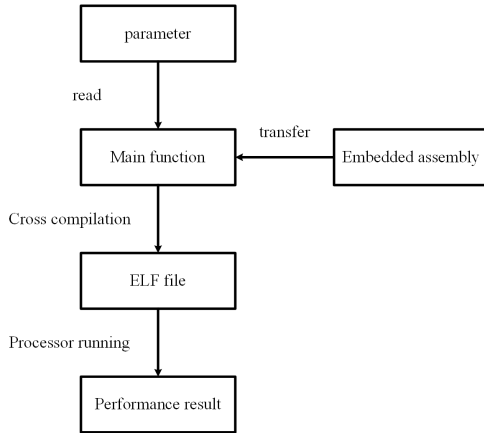 parameter
read
transfer
Main function
Embedded assembly
Cross compilation
ELF file
Processor running
Performance result